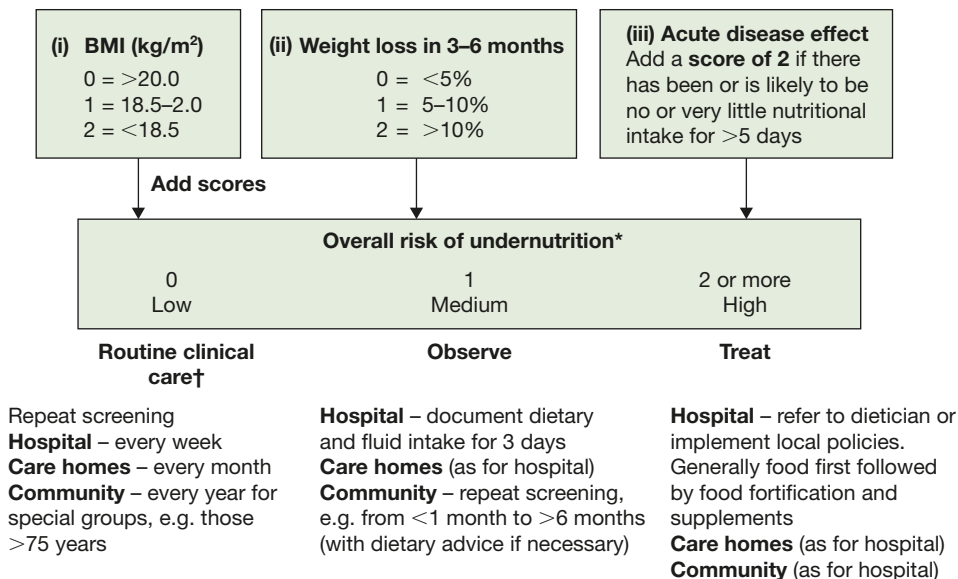 (i) BMI (kg/m²)
0 = >20.0
1 = 18.5–2.0
2 = <18.5
(ii) Weight loss in 3–6 months
0 = <5%
1 = 5–10%
2 = >10%
(iii) Acute disease effect
Add a score of 2 if there
has been or is likely to be
no or very little nutritional
intake for >5 days
Add scores
Overall risk of undernutrition*
0
Low
1
Medium
2 or more
High
Routine clinical
care†
Repeat screening
Hospital – every week
Care homes – every month
Community – every year for
special groups, e.g. those
>75 years
Observe
Hospital – document dietary
and fluid intake for 3 days
Care homes (as for hospital)
Community – repeat screening,
e.g. from <1 month to >6 months
(with dietary advice if necessary)
Treat
Hospital – refer to dietician or
implement local policies.
Generally food first followed
by food fortification and
supplements
Care homes (as for hospital)
Community (as for hospital)